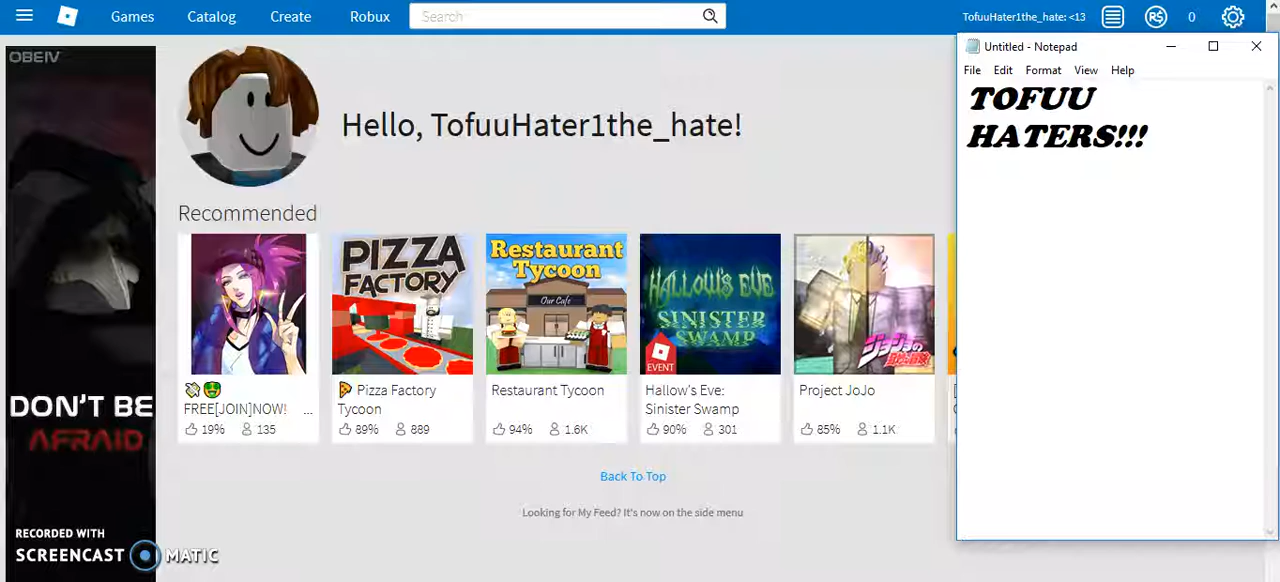 Games
Catalog
Create
Robux
Search
TofuuHater1the_hate: <13
R$
0
OBEIV
Hello, TofuuHater1the_hate!
Untitled - Notepad
File
Edit
Format
View
Help
TOFUU
HATERS!!!
Recommended
FREE[JOIN]NOW! ...
19% 135
PIZZA
FACTORY
Pizza Factory
Tycoon
89% 889
Restaurant
Tycoon
Our Cafe
Restaurant Tycoon
94% 1.6K
HALLOW'S EVE
SINISTER
SWAMP
EVENT
Hallow's Eve:
Sinister Swamp
90% 301
Project JoJo
85% 1.1K
DON'T BE
AFRAID
Back To Top
Looking for My Feed? It's now on the side menu
RECORDED WITH
SCREENCAST MATIC